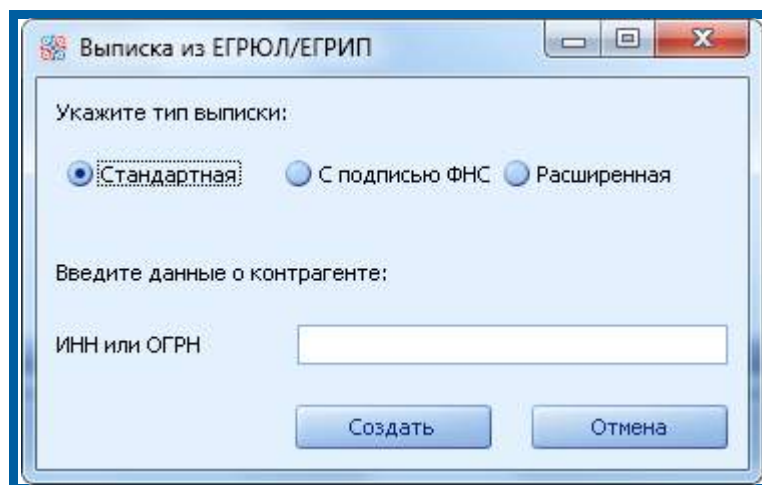 Выписка из ЕГРЮЛ/ЕГРИП
Укажите тип выписки:
Стандартная С подписью ФНС Расширенная
Введите данные о контрагенте:
ИНН или ОГРН
Создать Отмена